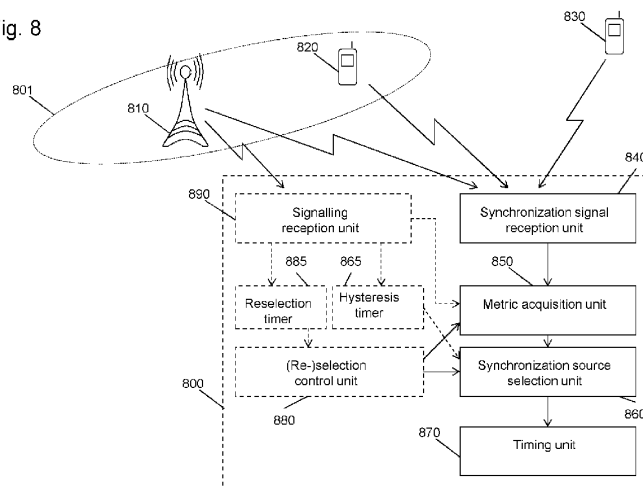 ig. 8
820
830
801
810
840
890
Signalling
reception unit
Synchronization signal
reception unit
885
865
850
Reselection
timer
Hysteresis
timer
Metric acquisition unit
(Re-)selection
control unit
Synchronization source
selection unit
800
880
860
870
Timing unit